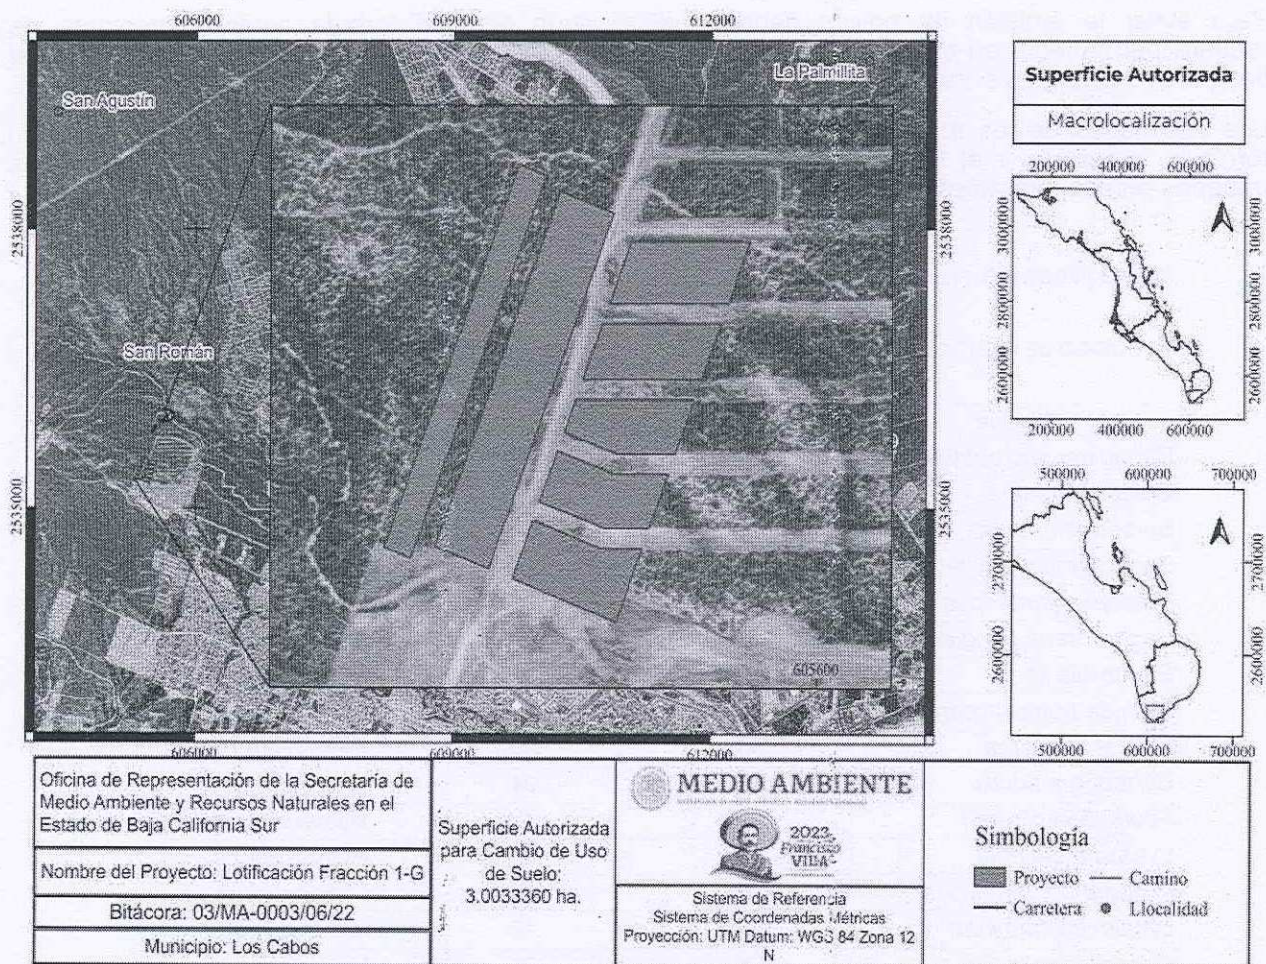 606000
609000
612000
San Agustín
La Palmillita
San Román
2538000
2535000
2538000
2535000
605600
606000
609000
612000
Superficie Autorizada
Macrolocalización
200000
400000
600000
3000000
2800000
2600000
3000000
2800000
2600000
200000
400000
600000
500000
600000
700000
2700000
2600000
2700000
2600000
500000
600000
700000
Oficina de Representación de la Secretaría de
Medio Ambiente y Recursos Naturales en el
Estado de Baja California Sur
Nombre del Proyecto: Lotificación Fracción 1-G
Bitácora: 03/MA-0003/06/22
Municipio: Los Cabos
Superficie Autorizada
para Cambio de Uso
de Suelo:
3.0033360 ha.
MEDIO AMBIENTE
2023
Francisco
VILLA
Sistema de Referencia
Sistema de Coordenadas Métricas
Proyección: UTM Datum: WGS 84 Zona 12
N
Simbología
Proyecto
Camino
Carretera
Llocalidad